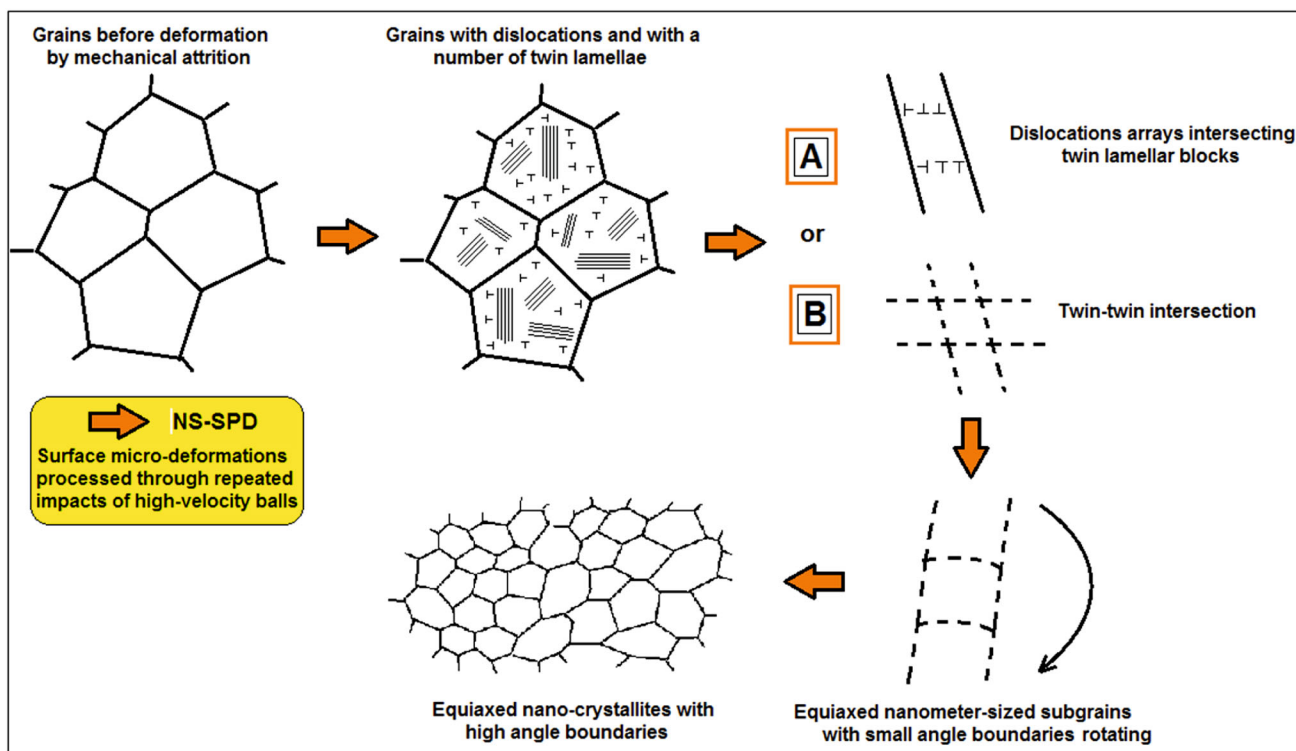 Grains before deformation
by mechanical attrition
Grains with dislocations and with a
number of twin lamellae
A
Dislocations arrays intersecting
twin lamellar blocks
or
B
Twin-twin intersection
NS-SPD
Surface micro-deformations
processed through repeated
impacts of high-velocity balls
Equiaxed nano-crystallites with
high angle boundaries
Equiaxed nanometer-sized subgrains
with small angle boundaries rotating